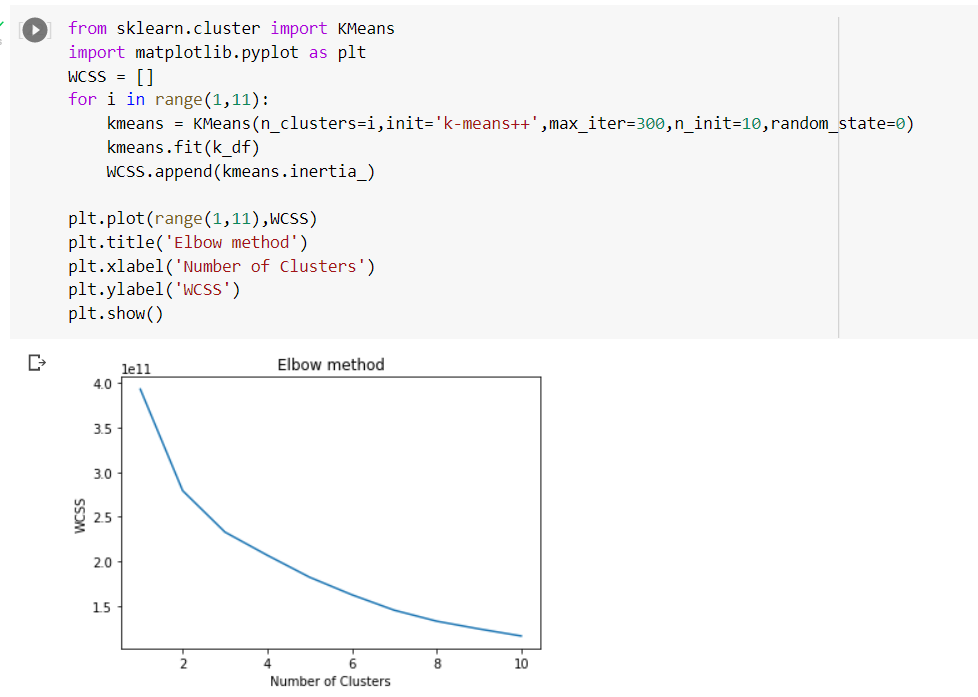 from sklearn.cluster import KMeans
import matplotlib.pyplot as plt
WCSS = []
for i in range(1,11):
    kmeans = KMeans(n_clusters=i,init='k-means++',max_iter=300,n_init=10,random_state=0)
    kmeans.fit(k_df)
    WCSS.append(kmeans.inertia_)

plt.plot(range(1,11),WCSS)
plt.title('Elbow method')
plt.xlabel('Number of Clusters')
plt.ylabel('WCSS')
plt.show()
1e11
Elbow method
4.0
3.5
3.0
2.5
2.0
1.5
WCSS
2 4 6 8 10
Number of Clusters